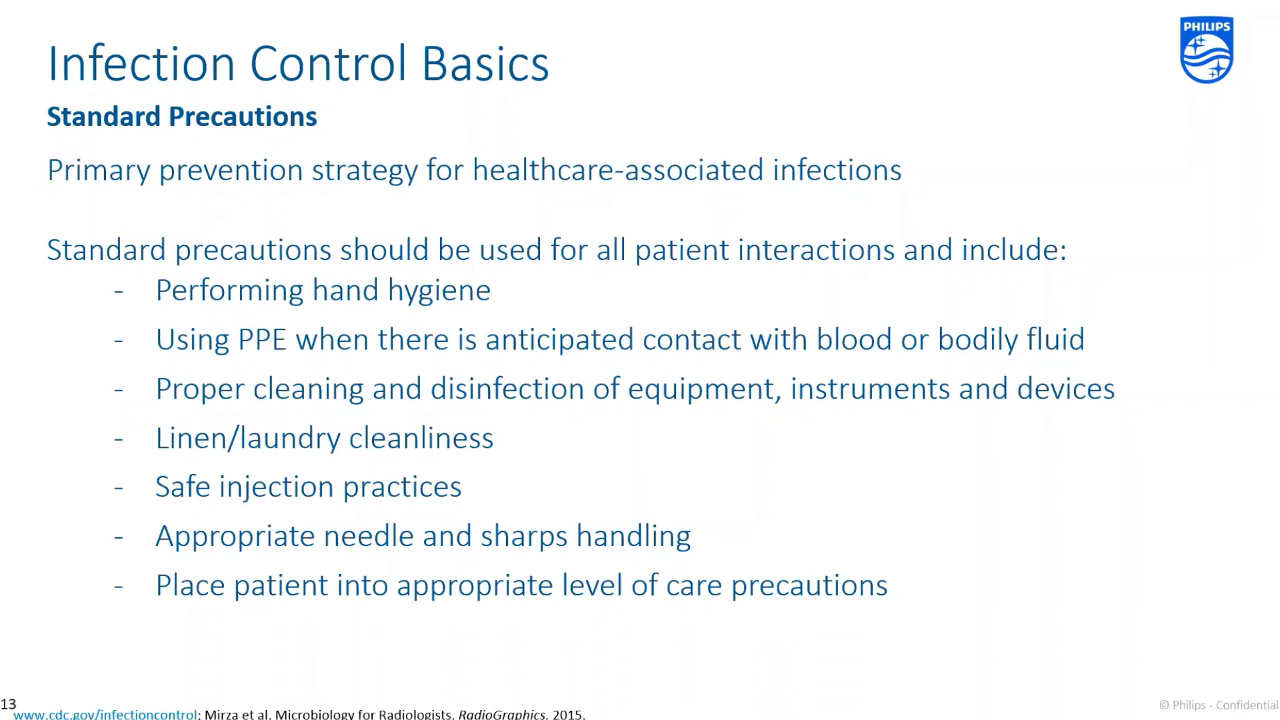 PHILIPS
Infection Control Basics
Standard Precautions
Primary prevention strategy for healthcare-associated infections
Standard precautions should be used for all patient interactions and include:
- Performing hand hygiene
- Using PPE when there is anticipated contact with blood or bodily fluid
- Proper cleaning and disinfection of equipment, instruments and devices
- Linen/laundry cleanliness
- Safe injection practices
- Appropriate needle and sharps handling
- Place patient into appropriate level of care precautions
13
www.cdc.gov/infectioncontrol; Mirza et al. Microbiology for Radiologists. RadioGraphics. 2015.
© Philips - Confidential